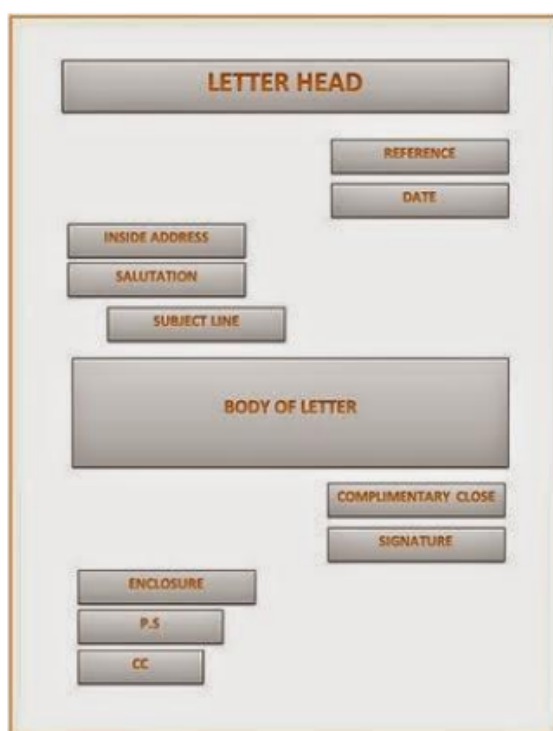 LETTER HEAD
REFERENCE
DATE
INSIDE ADDRESS
SALUTATION
SUBJECT LINE
BODY OF LETTER
COMPLIMENTARY CLOSE
SIGNATURE
ENCLOSURE
P.S
CC